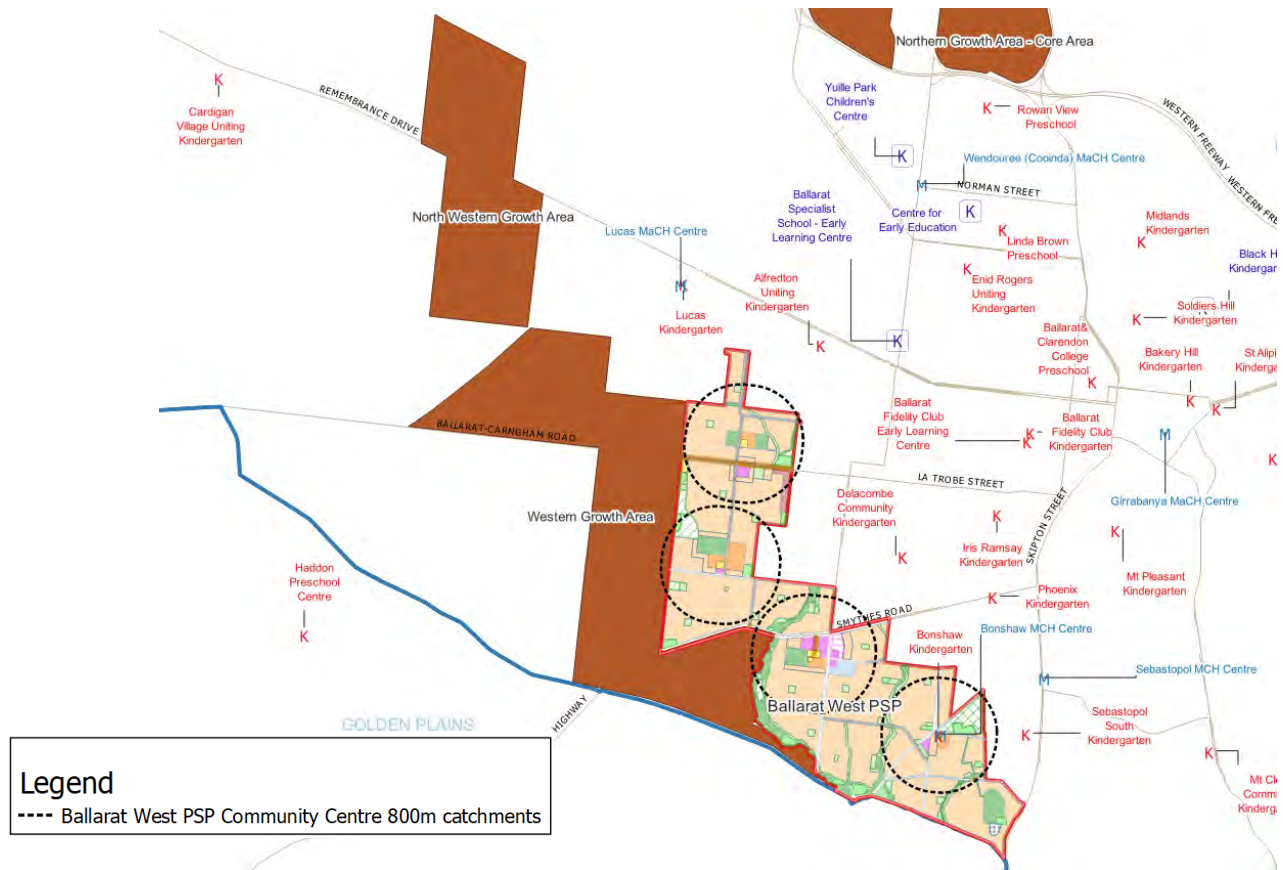 Northern Growth Area - Core Area
Yuille Park
Children's
Centre
Rowan View
Preschool
WESTERN FREEWAY
WESTERN
K
Cardigan
Village Uniting
Kindergarten
REMEMBRANCE DRIVE
K
K
Wendouree (Cooinda) MaCH Centre
M
NORMAN STREET
Ballarat
Specialist
School - Early
Learning Centre
Centre for
Early Education
K
Midlands
Kindergarten
K
North Western Growth Area
Lucas MaCH Centre
K
Linda Brown
Preschool
Black H
Kindergar
K
Enid Rogers
Uniting
Kindergarten
Alfredton
Uniting
Kindergarten
K
M
K
Lucas
Kindergarten
K
Soldiers Hill
Kindergarten
K
K
Ballarat&
Clarendon
College
Preschool
K
Bakery Hill
Kindergarten
K
St Alipi
Kinderga
K
Ballarat
Fidelity Club
Early Learning
Centre
K
K
Ballarat
Fidelity Club
Kindergarten
M
K
BALLARAT-CARNGHAM ROAD
LA TROBE STREET
Girrabanya MaCH Centre
Delacombe
Community
Kindergarten
K
Western Growth Area
K
Iris Ramsay
Kindergarten
SKIPTON STREET
K
Mt Pleasant
Kindergarten
Haddon
Preschool
Centre
K
K
Phoenix
Kindergarten
SMYTHES ROAD
Bonshaw
Kindergarten
Bonshaw MCH Centre
Sebastopol MCH Centre
M
Ballarat West PSP
Sebastopol
South
Kindergarten
K
K
M
GOLDEN PLAINS
HIGHWAY
K
Mt Cle
Comm
Kinderga
Legend
Ballarat West PSP Community Centre 800m catchments